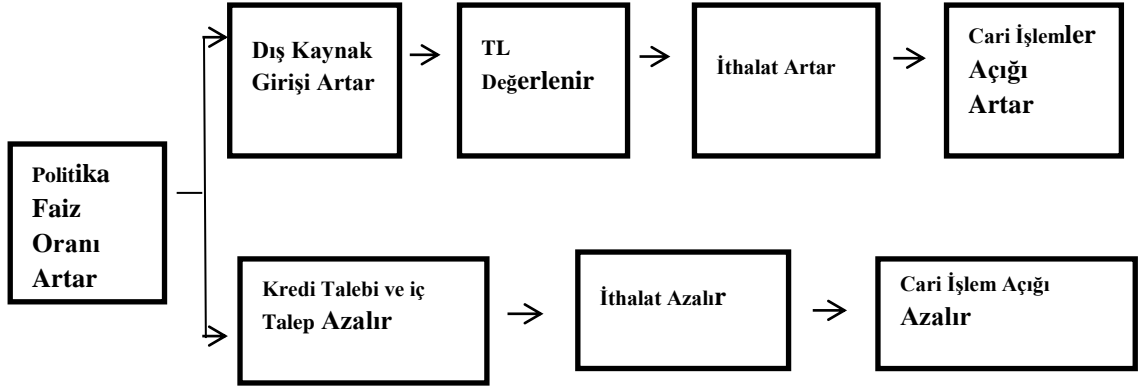 Politika
Faiz
Oranı
Artar
Dış Kaynak
Girişi Artar
TL
Değerlenir
İthalat Artar
Cari İşlemler
Açığı
Artar
Kredi Talebi ve iç
Talep Azalır
İthalat Azalır
Cari İşlem Açığı
Azalır